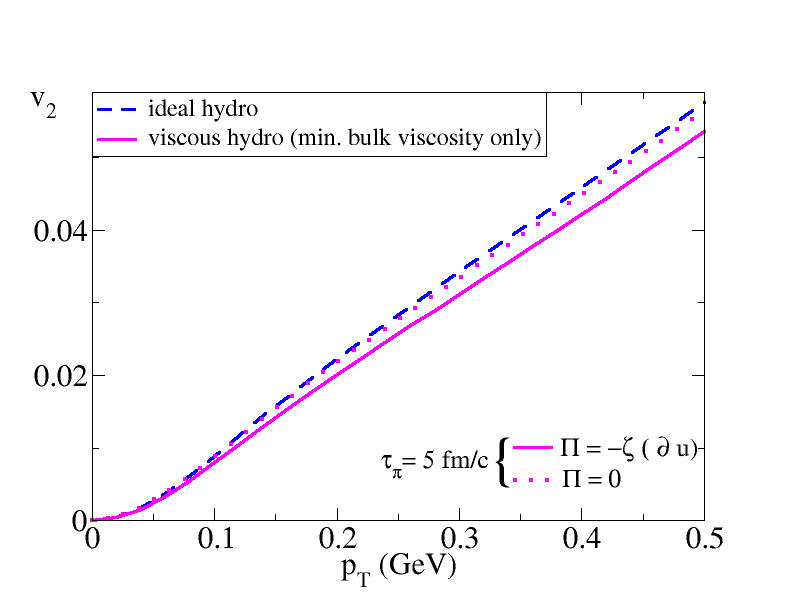 v2
ideal hydro
viscous hydro (min. bulk viscosity only)
0.04
0.02
0
τπ= 5 fm/c { Π = −ζ ( ∂ u)
Π = 0
0 0.1 0.2 0.3 0.4 0.5
pT (GeV)